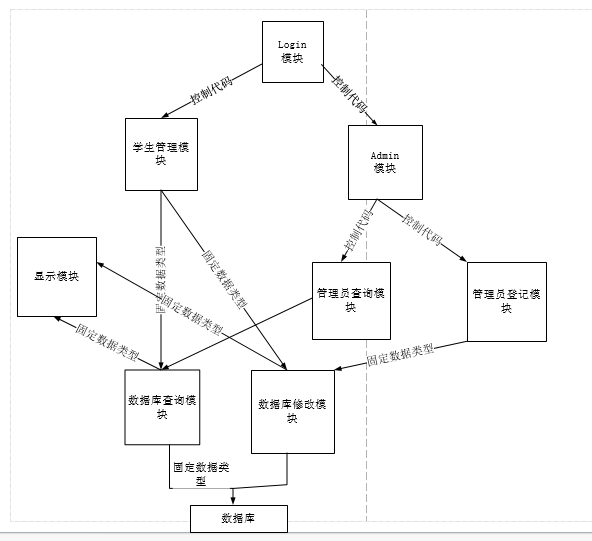 Login
模块
控制代码
控制代码
学生管理模
块
Admin
模块
控制代码
控制代码
固定数据类型
固定数据类型
显示模块
管理员查询模
块
管理员登记模
块
固定数据类型
固定数据类型
固定数据类型
数据库查询模
块
数据库修改模
块
固定数据类
型
数据库